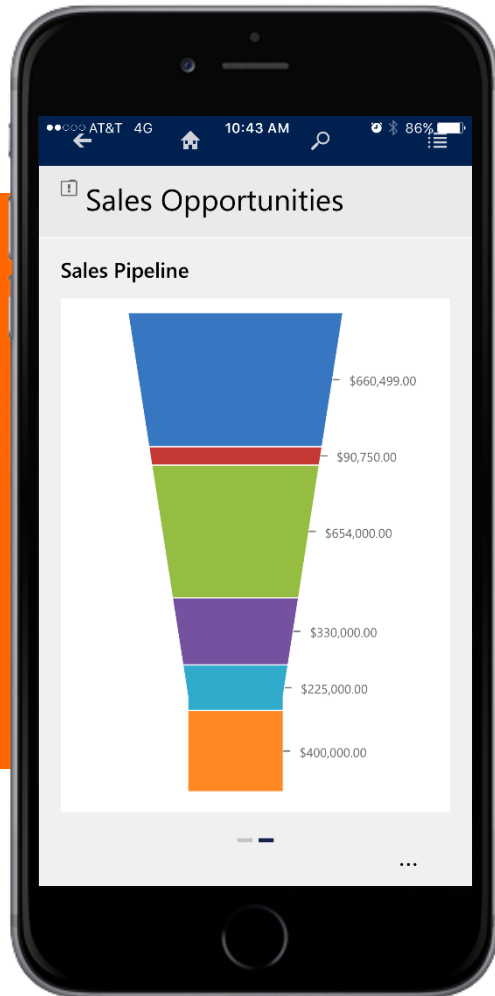 ●●○○○ AT&T 4G 10:43 AM 86%
Sales Opportunities
Sales Pipeline
$660,499.00
$90,750.00
$654,000.00
$330,000.00
$225,000.00
$400,000.00
...